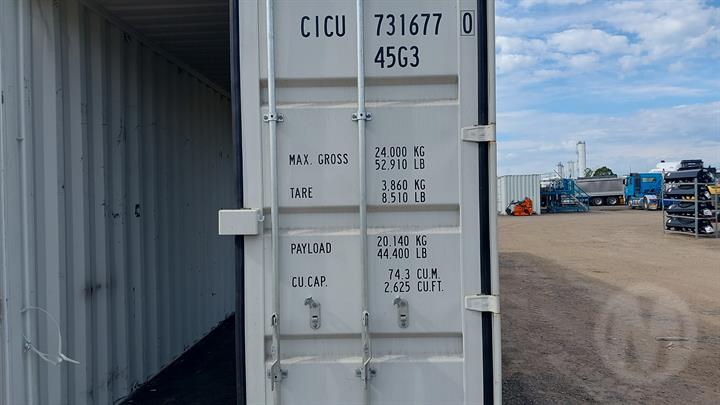 CICU 731677 0
45G3
MAX. GROSS 24.000 KG
52.910 LB
TARE 3,860 KG
8.510 LB
PAYLOAD 20.140 KG
44.400 LB
CU.CAP. 74.3 CU.M.
2.625 CU.FT.